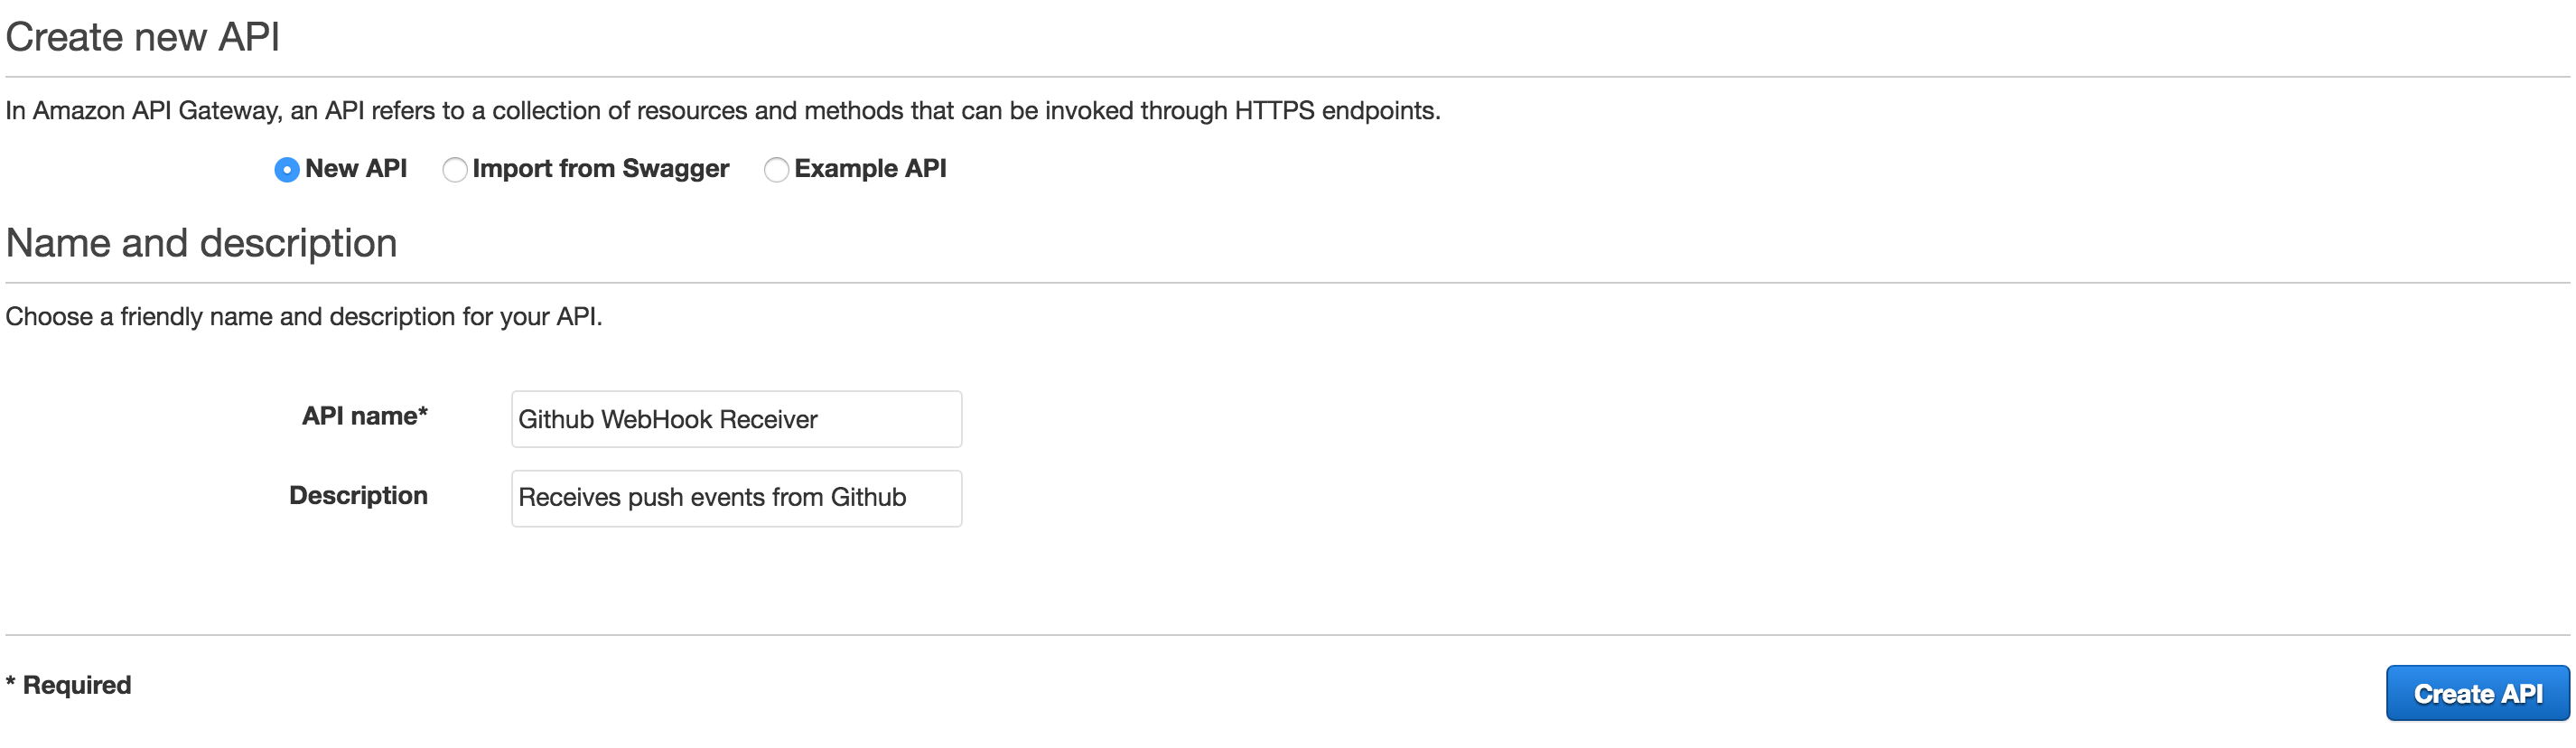 Create new API
In Amazon API Gateway, an API refers to a collection of resources and methods that can be invoked through HTTPS endpoints.
New API Import from Swagger Example API
Name and description
Choose a friendly name and description for your API.
API name* Github WebHook Receiver
Description Receives push events from Github
* Required Create API